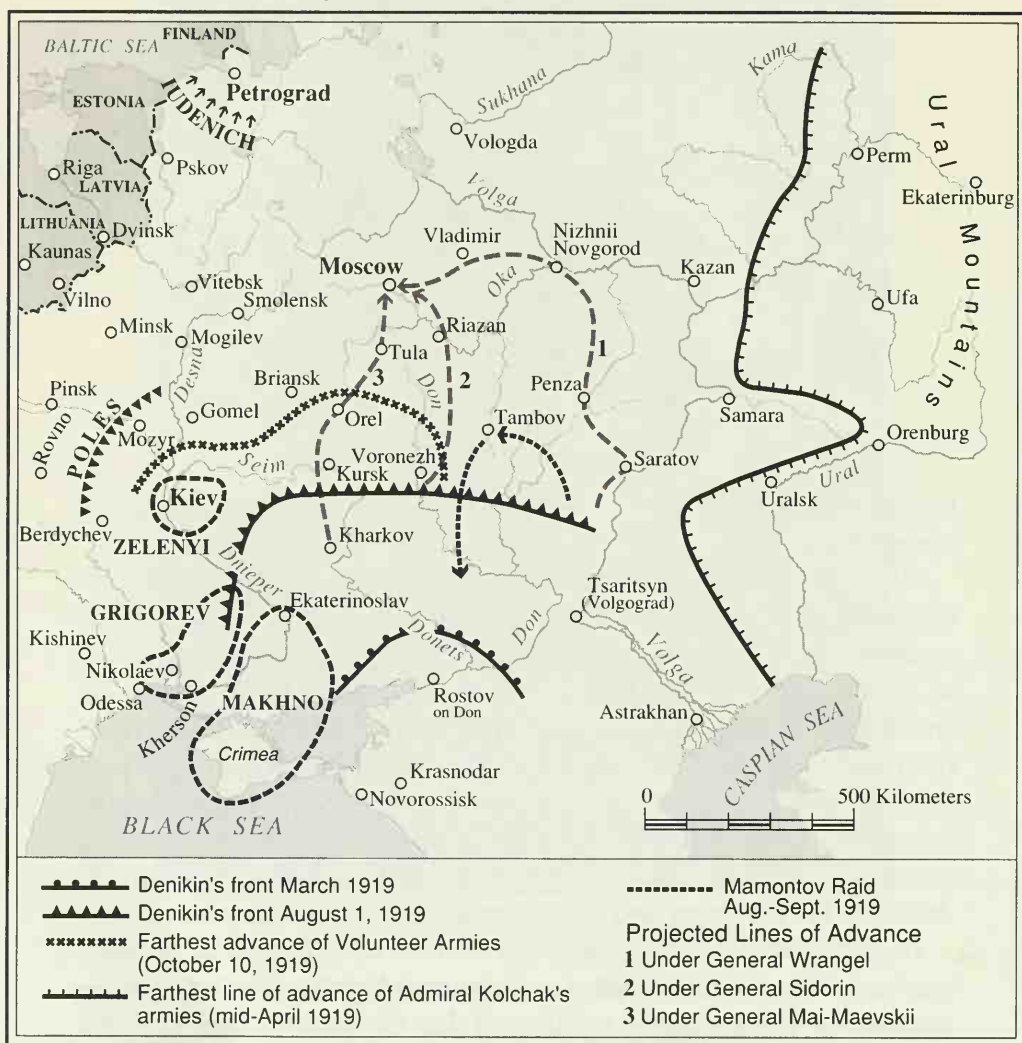 BALTIC SEA
FINLAND
Petrograd
IUDENICH
ESTONIA
Riga
LATVIA
Pskov
LITHUANIA
Dvinsk
Kaunas
Vilno
Sukhana
Vologda
Kama
Perm
Ural Mountains
Ekaterinburg
Volga
Vladimir
Nizhnii
Novgorod
Moscow
Oka
Kazan
Ufa
Vitebsk
Smolensk
Minsk
Mogilev
Riazan
Tula
1
2
3
Desna
Briansk
Don
Penza
Samara
Pinsk
Rovno
POLES
Mozyr
Gomel
Orel
Tambov
Orenburg
Seim
Kursk
Voronezh
Saratov
Uralsk
Ural
Kiev
Berdychev
ZELENYI
Kharkov
Dnieper
GRIGOREV
Ekaterinoslav
Tsaritsyn
(Volgograd)
Kishinev
Nikolaev
Odessa
Kherson
MAKHNO
Donets
Don
Rostov
on Don
Volga
Astrakhan
Crimea
Krasnodar
Novorossisk
BLACK SEA
CASPIAN SEA
0 500 Kilometers
Denikin's front March 1919
Denikin's front August 1, 1919
Farthest advance of Volunteer Armies
(October 10, 1919)
Farthest line of advance of Admiral Kolchak's
armies (mid-April 1919)
Mamontov Raid
Aug.-Sept. 1919
Projected Lines of Advance
1 Under General Wrangel
2 Under General Sidorin
3 Under General Mai-Maevskii